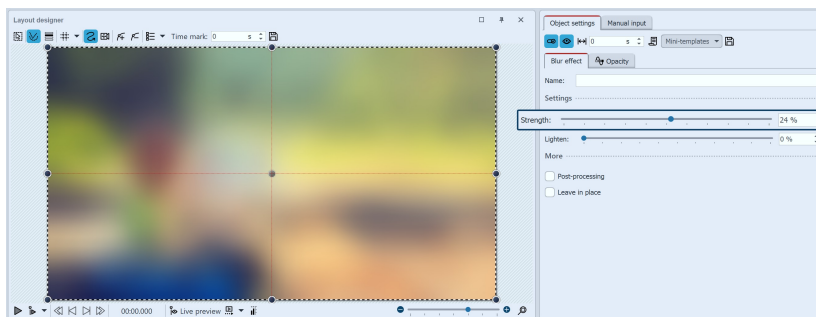 Layout designer
Time mark: 0 s
00:00.000
Live preview
Object settings
Manual input
0 s
Mini-templates
Blur effect
Opacity
Name:
Settings
Strength:
24 %
Lighten:
0 %
More
Post-processing
Leave in place